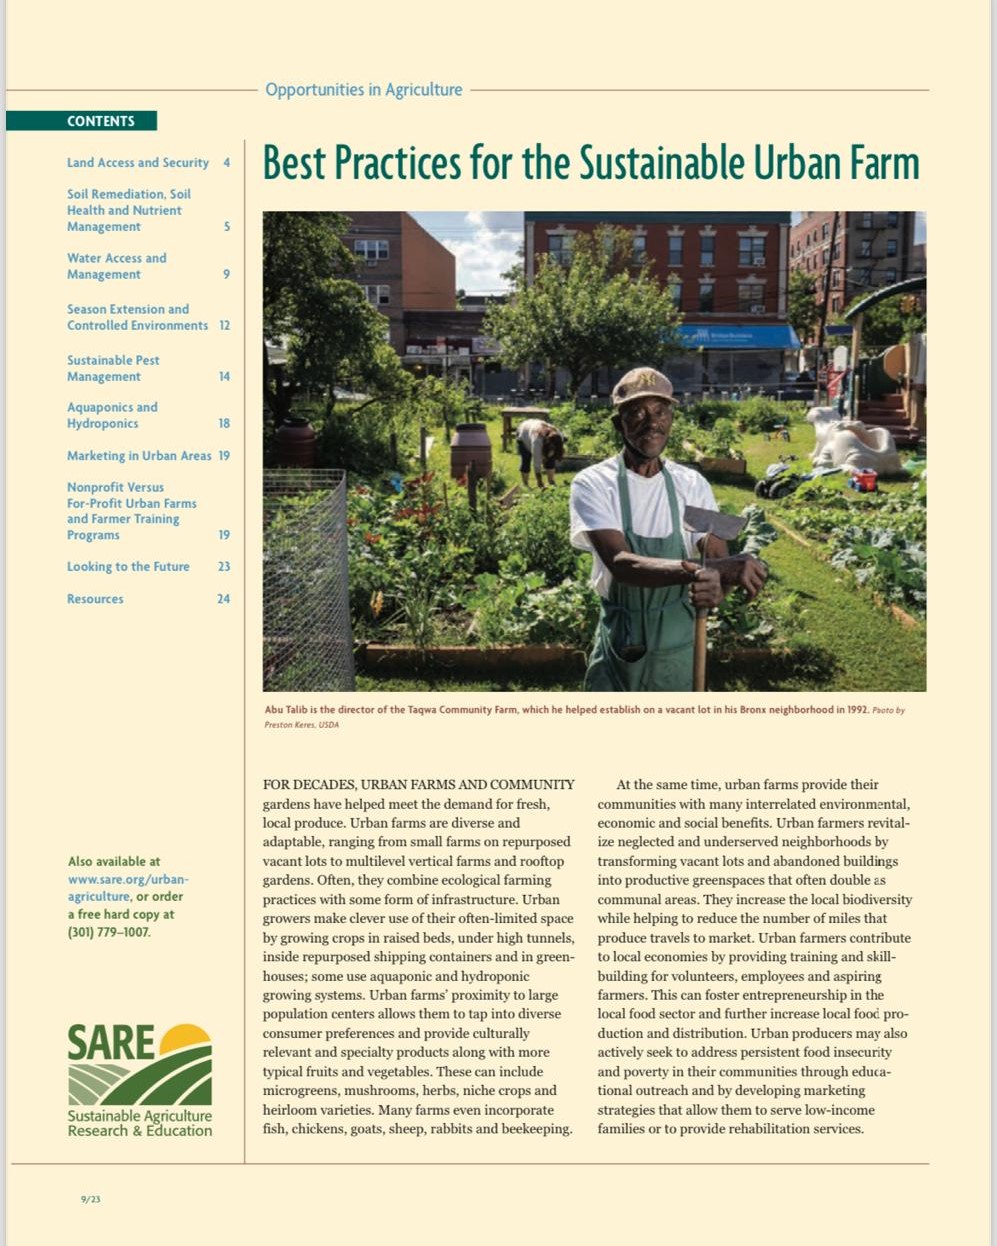 Opportunities in Agriculture
CONTENTS
Land Access and Security 4
Soil Remediation, Soil
Health and Nutrient
Management 5
Water Access and
Management 9
Season Extension and
Controlled Environments 12
Sustainable Pest
Management 14
Aquaponics and
Hydroponics 18
Marketing in Urban Areas 19
Nonprofit Versus
For-Profit Urban Farms
and Farmer Training
Programs 19
Looking to the Future 23
Resources 24
Also available at
www.sare.org/urban-
agriculture, or order
a free hard copy at
(301) 779–1007.
SARE
Sustainable Agriculture
Research & Education
Best Practices for the Sustainable Urban Farm
Abu Talib is the director of the Taqwa Community Farm, which he helped establish on a vacant lot in his Bronx neighborhood in 1992. Photo by
Preston Keres, USDA
FOR DECADES, URBAN FARMS AND COMMUNITY
gardens have helped meet the demand for fresh,
local produce. Urban farms are diverse and
adaptable, ranging from small farms on repurposed
vacant lots to multilevel vertical farms and rooftop
gardens. Often, they combine ecological farming
practices with some form of infrastructure. Urban
growers make clever use of their often-limited space
by growing crops in raised beds, under high tunnels,
inside repurposed shipping containers and in green-
houses; some use aquaponic and hydroponic
growing systems. Urban farms’ proximity to large
population centers allows them to tap into diverse
consumer preferences and provide culturally
relevant and specialty products along with more
typical fruits and vegetables. These can include
microgreens, mushrooms, herbs, niche crops and
heirloom varieties. Many farms even incorporate
fish, chickens, goats, sheep, rabbits and beekeeping.
At the same time, urban farms provide their
communities with many interrelated environmental,
economic and social benefits. Urban farmers revital-
ize neglected and underserved neighborhoods by
transforming vacant lots and abandoned buildings
into productive greenspaces that often double as
communal areas. They increase the local biodiversity
while helping to reduce the number of miles that
produce travels to market. Urban farmers contribute
to local economies by providing training and skill-
building for volunteers, employees and aspiring
farmers. This can foster entrepreneurship in the
local food sector and further increase local food pro-
duction and distribution. Urban producers may also
actively seek to address persistent food insecurity
and poverty in their communities through educa-
tional outreach and by developing marketing
strategies that allow them to serve low-income
families or to provide rehabilitation services.
9/23